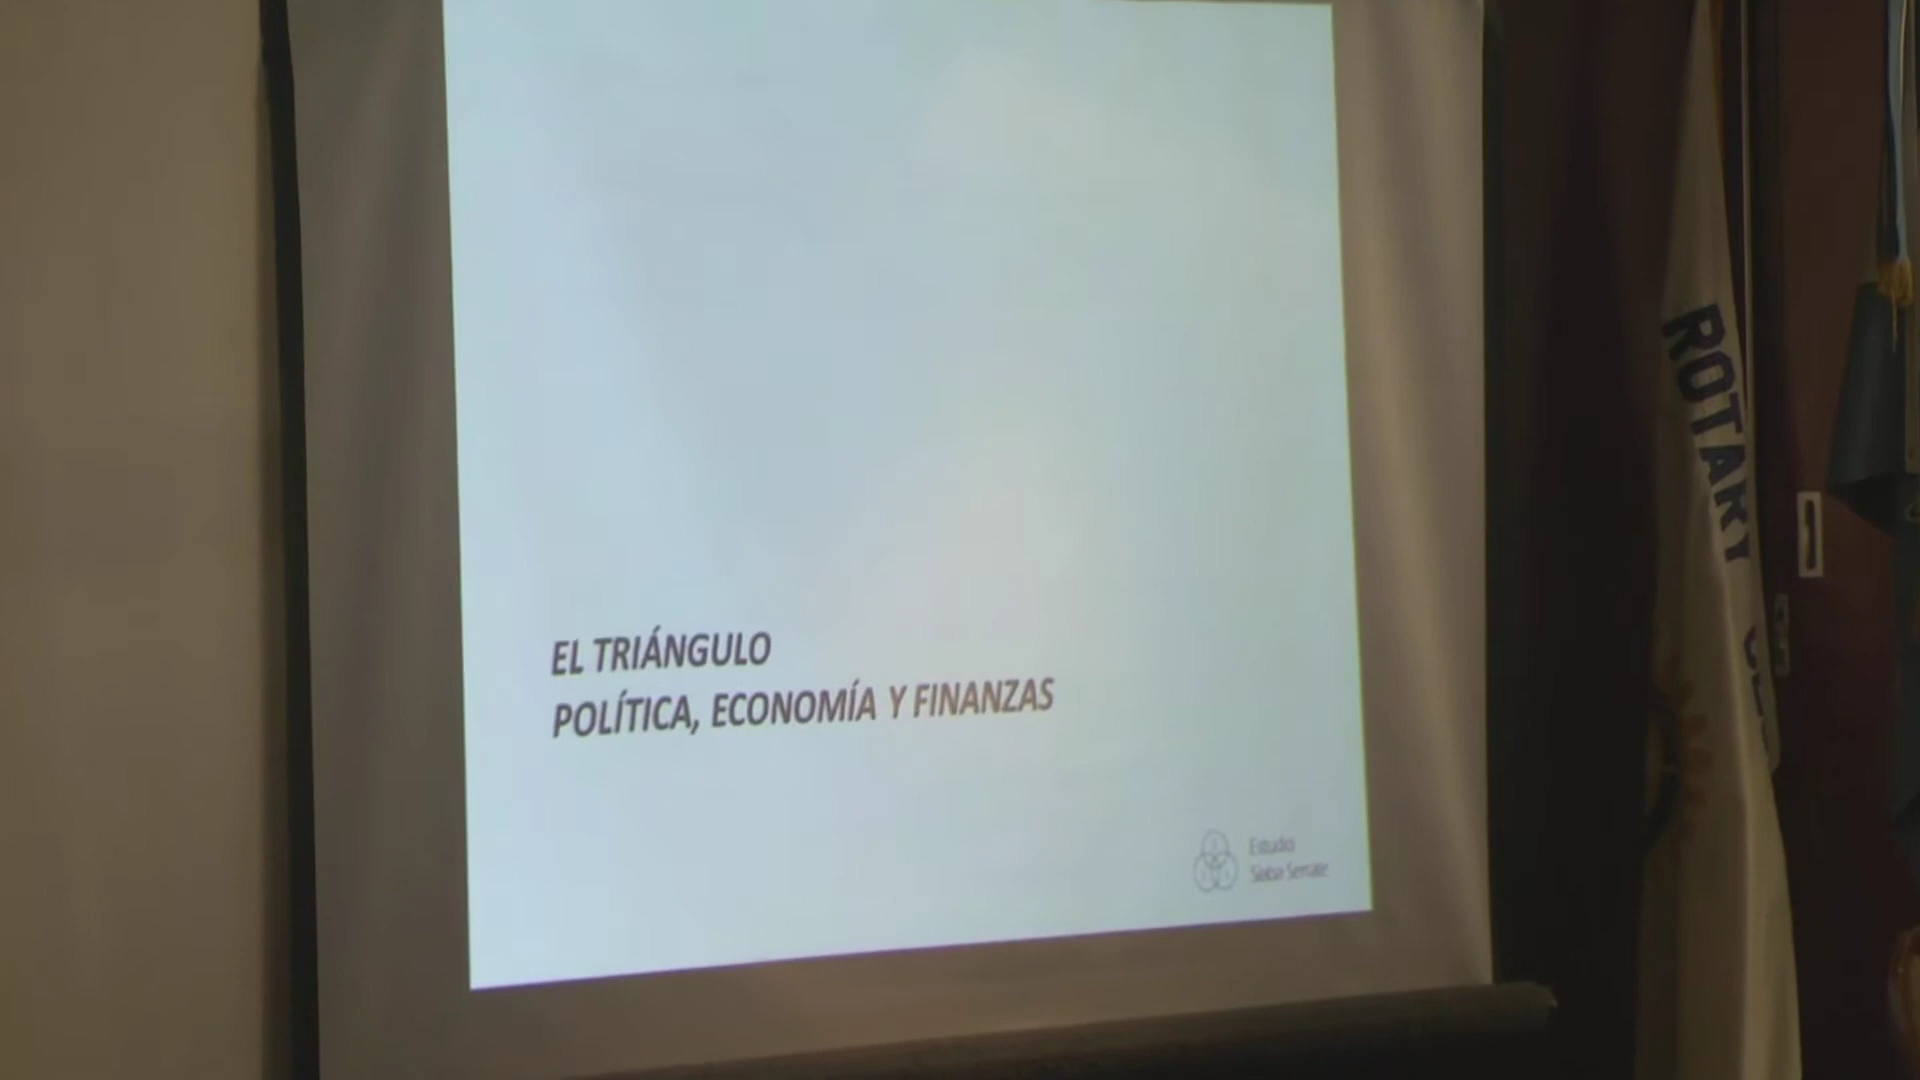 EL TRIÁNGULO
POLÍTICA, ECONOMÍA Y FINANZAS
Estudio
ROTARY